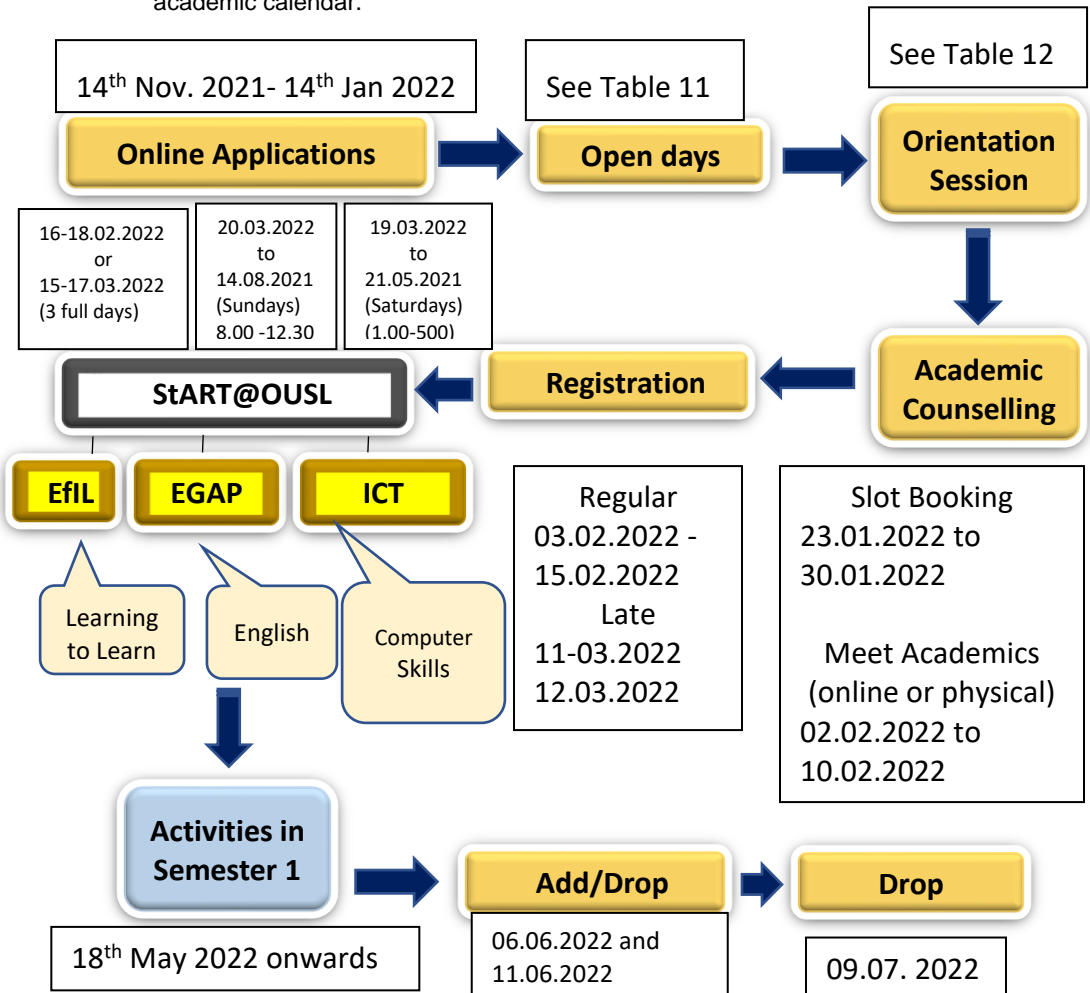 academic calendar.
14th Nov. 2021- 14th Jan 2022
See Table 11
See Table 12
Online Applications
Open days
Orientation
Session
16-18.02.2022
or
15-17.03.2022
(3 full days)
20.03.2022
to
14.08.2021
(Sundays)
8.00 -12.30
19.03.2022
to
21.05.2021
(Saturdays)
(1.00-500)
StART@OUSL
Registration
Academic
Counselling
EfIL
EGAP
ICT
Learning
to Learn
English
Computer
Skills
Regular
03.02.2022 -
15.02.2022
Late
11-03.2022
12.03.2022
Slot Booking
23.01.2022 to
30.01.2022
Meet Academics
(online or physical)
02.02.2022 to
10.02.2022
Activities in
Semester 1
Add/Drop
Drop
18th May 2022 onwards
06.06.2022 and
11.06.2022
09.07. 2022